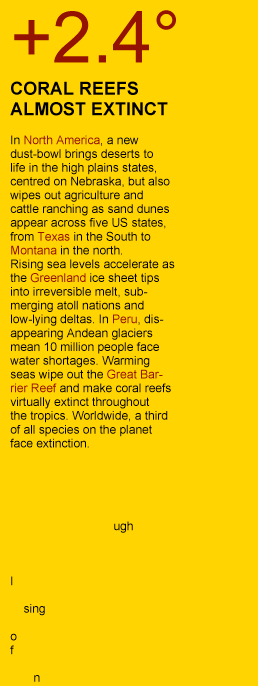 +2.4°
CORAL REEFS
ALMOST EXTINCT
In North America, a new
dust-bowl brings deserts to
life in the high plains states,
centred on Nebraska, but also
wipes out agriculture and
cattle ranching as sand dunes
appear across five US states,
from Texas in the South to
Montana in the north.
Rising sea levels accelerate as
the Greenland ice sheet tips
into irreversible melt, sub-
merging atoll nations and
low-lying deltas. In Peru, dis-
appearing Andean glaciers
mean 10 million people face
water shortages. Warming
seas wipe out the Great Bar-
rier Reef and make coral reefs
virtually extinct throughout
the tropics. Worldwide, a third
of all species on the planet
face extinction.
ugh
l
sing
o
f
n